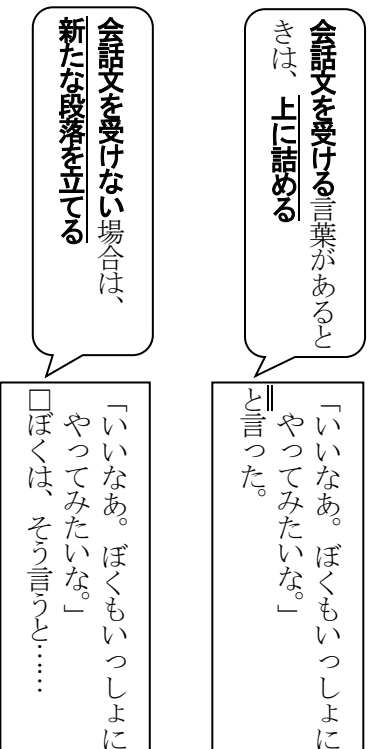 会話文を受ける言葉があると
きは、上に詰める
「いいなあ。ぼくもいっしょに
やってみたいな。」
と言った。
会話文を受けない場合は、
新たな段落を立てる
「いいなあ。ぼくもいっしょに
やってみたいな。」
□ぼくは、そう言うと……